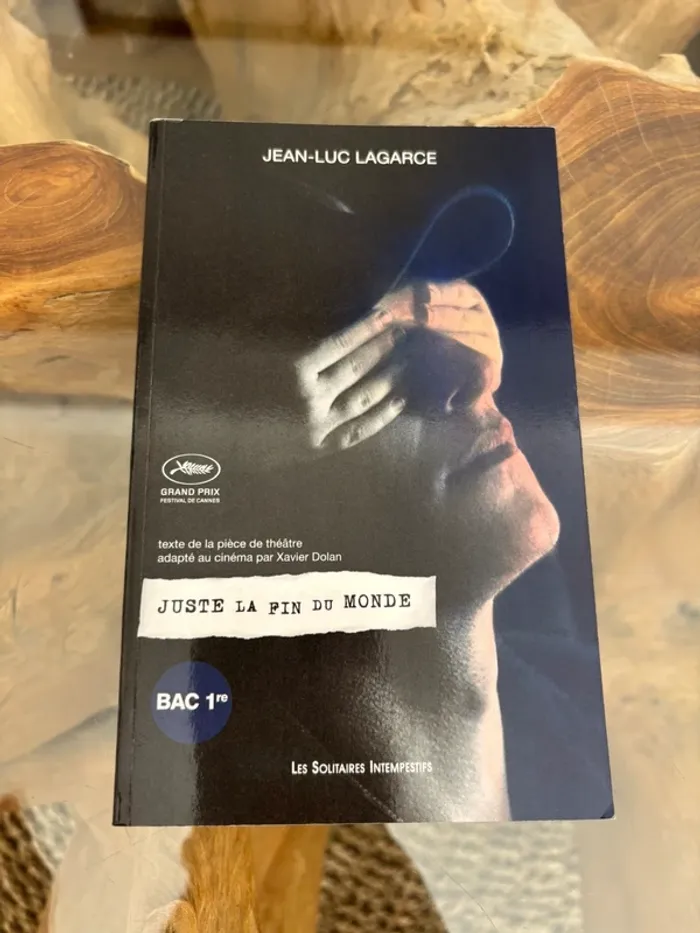 JEAN-LUC LAGARCE
GRAND PRIX
FESTIVAL DE CANNES
texte de la pièce de théâtre
adapté au cinéma par Xavier Dolan
JUSTE LA FIN DU MONDE
BAC 1re
LES SOLITAIRES INTEMPESTIFS